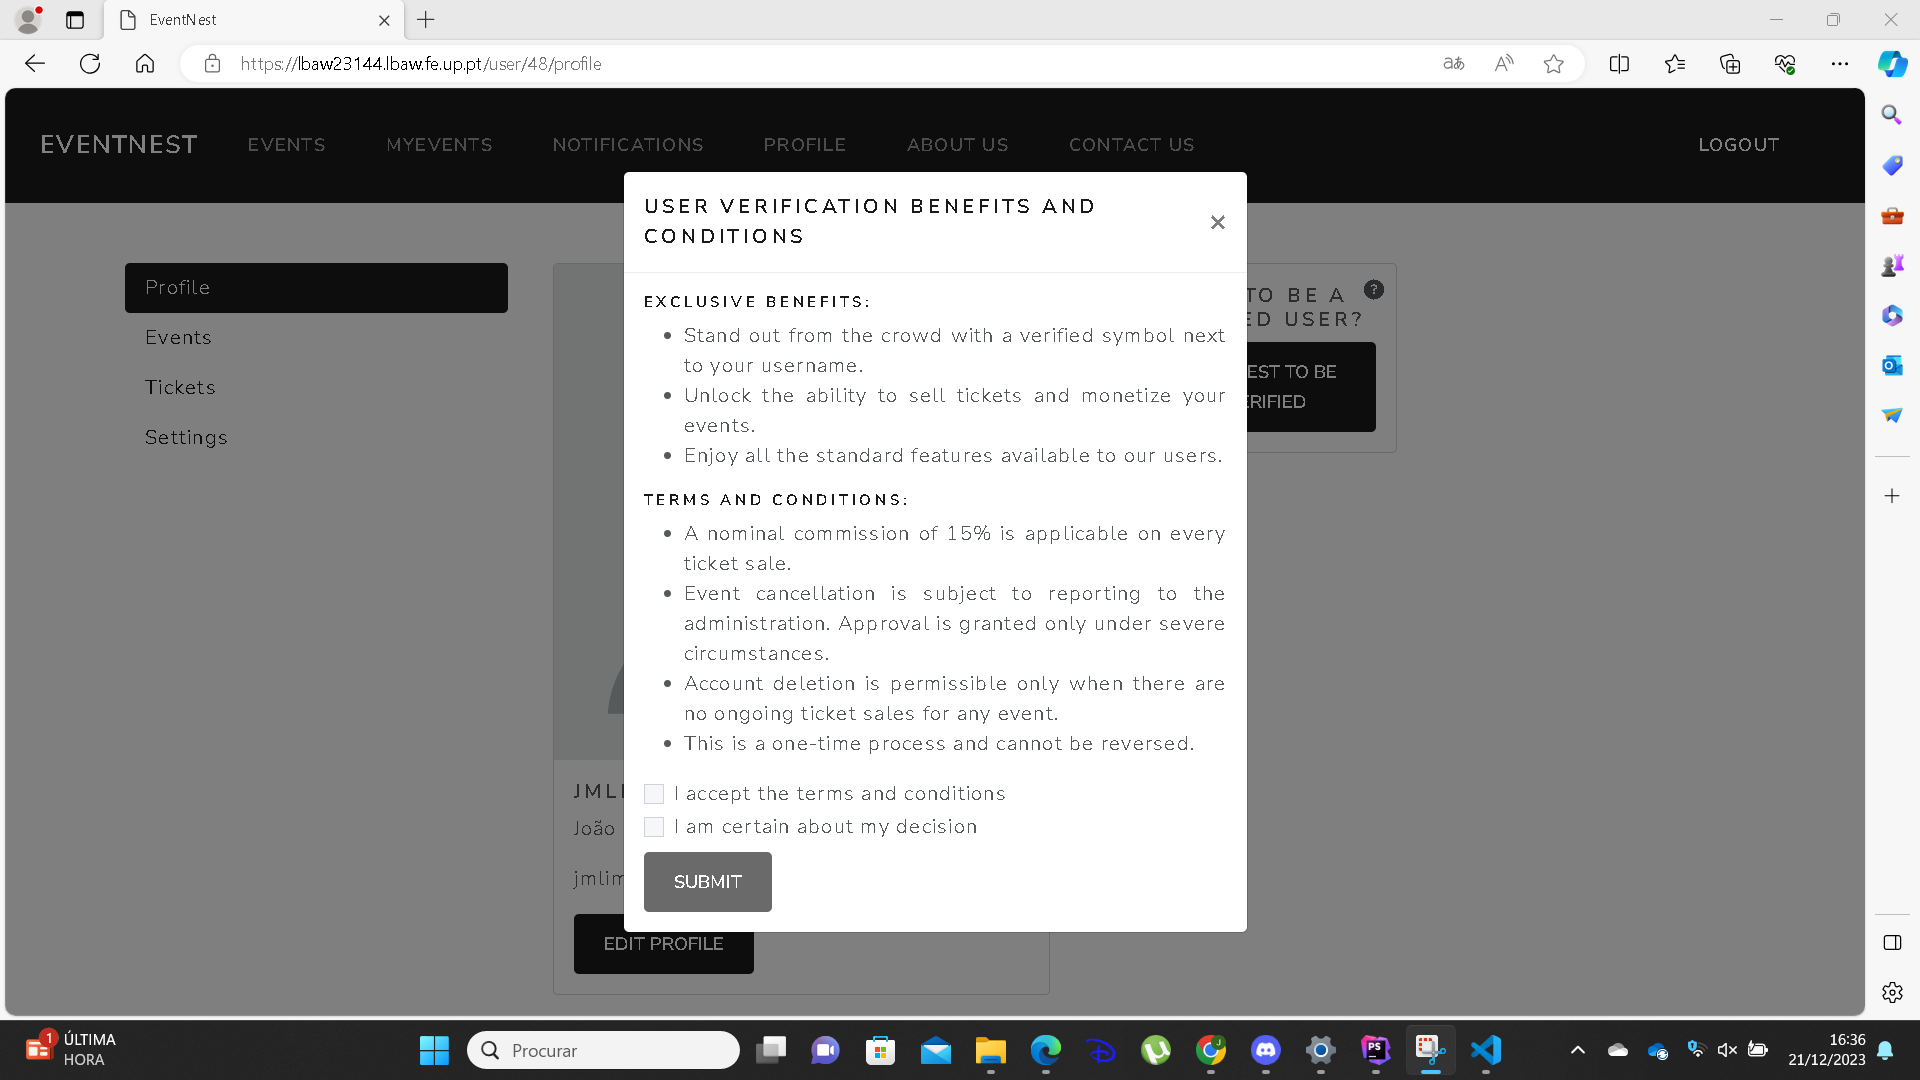 EventNest
https://lbaw23144.lbaw.fe.up.pt/user/48/profile
EVENTNEST EVENTS MYEVENTS NOTIFICATIONS PROFILE ABOUT US CONTACT US LOGOUT
USER VERIFICATION BENEFITS AND
CONDITIONS
×
EXCLUSIVE BENEFITS:
• Stand out from the crowd with a verified symbol next
to your username.
• Unlock the ability to sell tickets and monetize your
events.
• Enjoy all the standard features available to our users.
TERMS AND CONDITIONS:
• A nominal commission of 15% is applicable on every
ticket sale.
• Event cancellation is subject to reporting to the
administration. Approval is granted only under severe
circumstances.
• Account deletion is permissible only when there are
no ongoing ticket sales for any event.
• This is a one-time process and cannot be reversed.
I accept the terms and conditions
I am certain about my decision
SUBMIT
Profile
Events
Tickets
Settings
João
EDIT PROFILE
TO BE A
USER?
TO BE
?
ÚLTIMA
HORA
1
Procurar
PS
16:36
21/12/2023